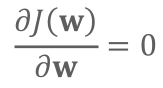 ∂J(𝐰)/∂𝐰 = 0